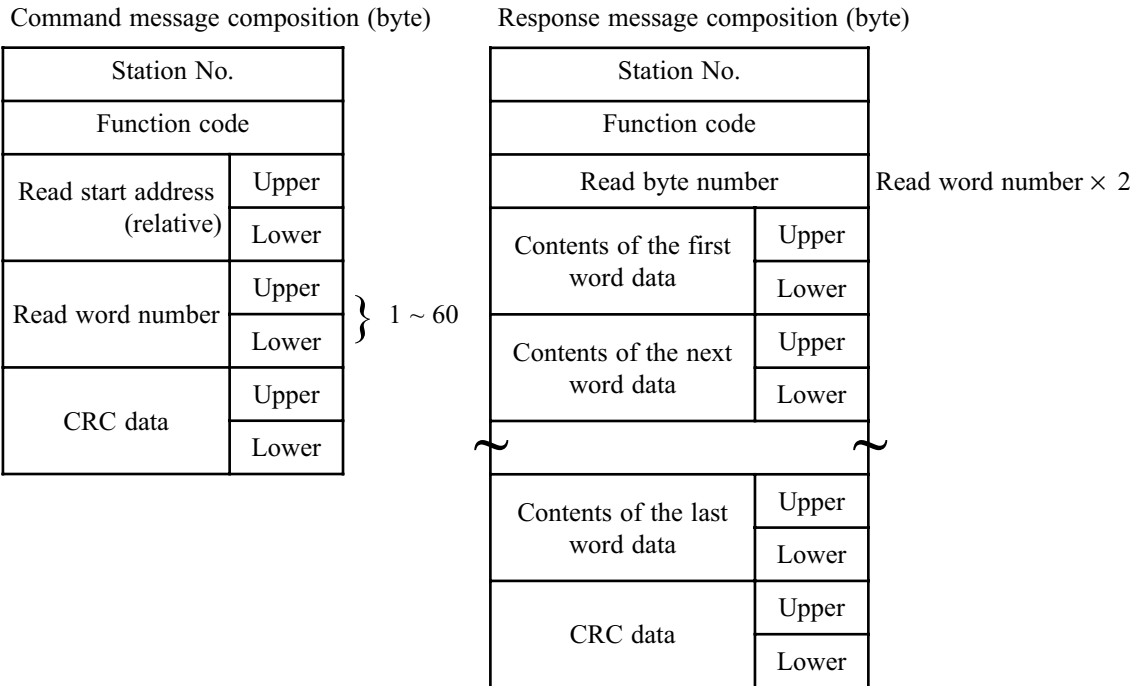 Command message composition (byte)
Station No.
Function code
Read start address
(relative)
Upper
Lower
Read word number
Upper
Lower
} 1 ~ 60
CRC data
Upper
Lower
Response message composition (byte)
Station No.
Function code
Read byte number
Read word number × 2
Contents of the first
word data
Upper
Lower
Contents of the next
word data
Upper
Lower
~ ~
Contents of the last
word data
Upper
Lower
CRC data
Upper
Lower